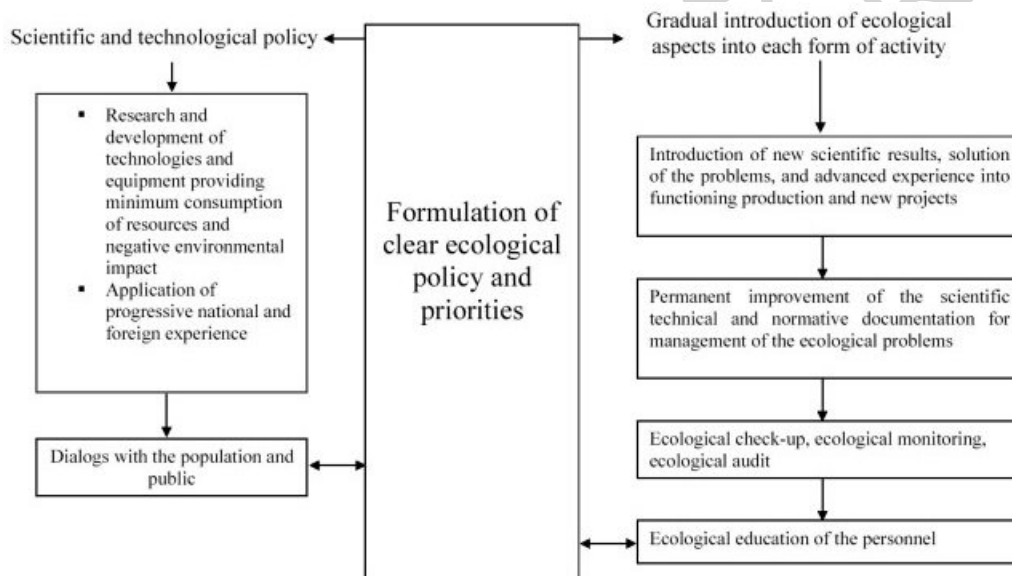 Scientific and technological policy
▪ Research and
development of
technologies and
equipment providing
minimum consumption
of resources and
negative environmental
impact
▪ Application of
progressive national and
foreign experience
Dialogs with the population and
public
Formulation of
clear ecological
policy and
priorities
Gradual introduction of ecological
aspects into each form of activity
Introduction of new scientific results, solution
of the problems, and advanced experience into
functioning production and new projects
Permanent improvement of the scientific
technical and normative documentation for
management of the ecological problems
Ecological check-up, ecological monitoring,
ecological audit
Ecological education of the personnel